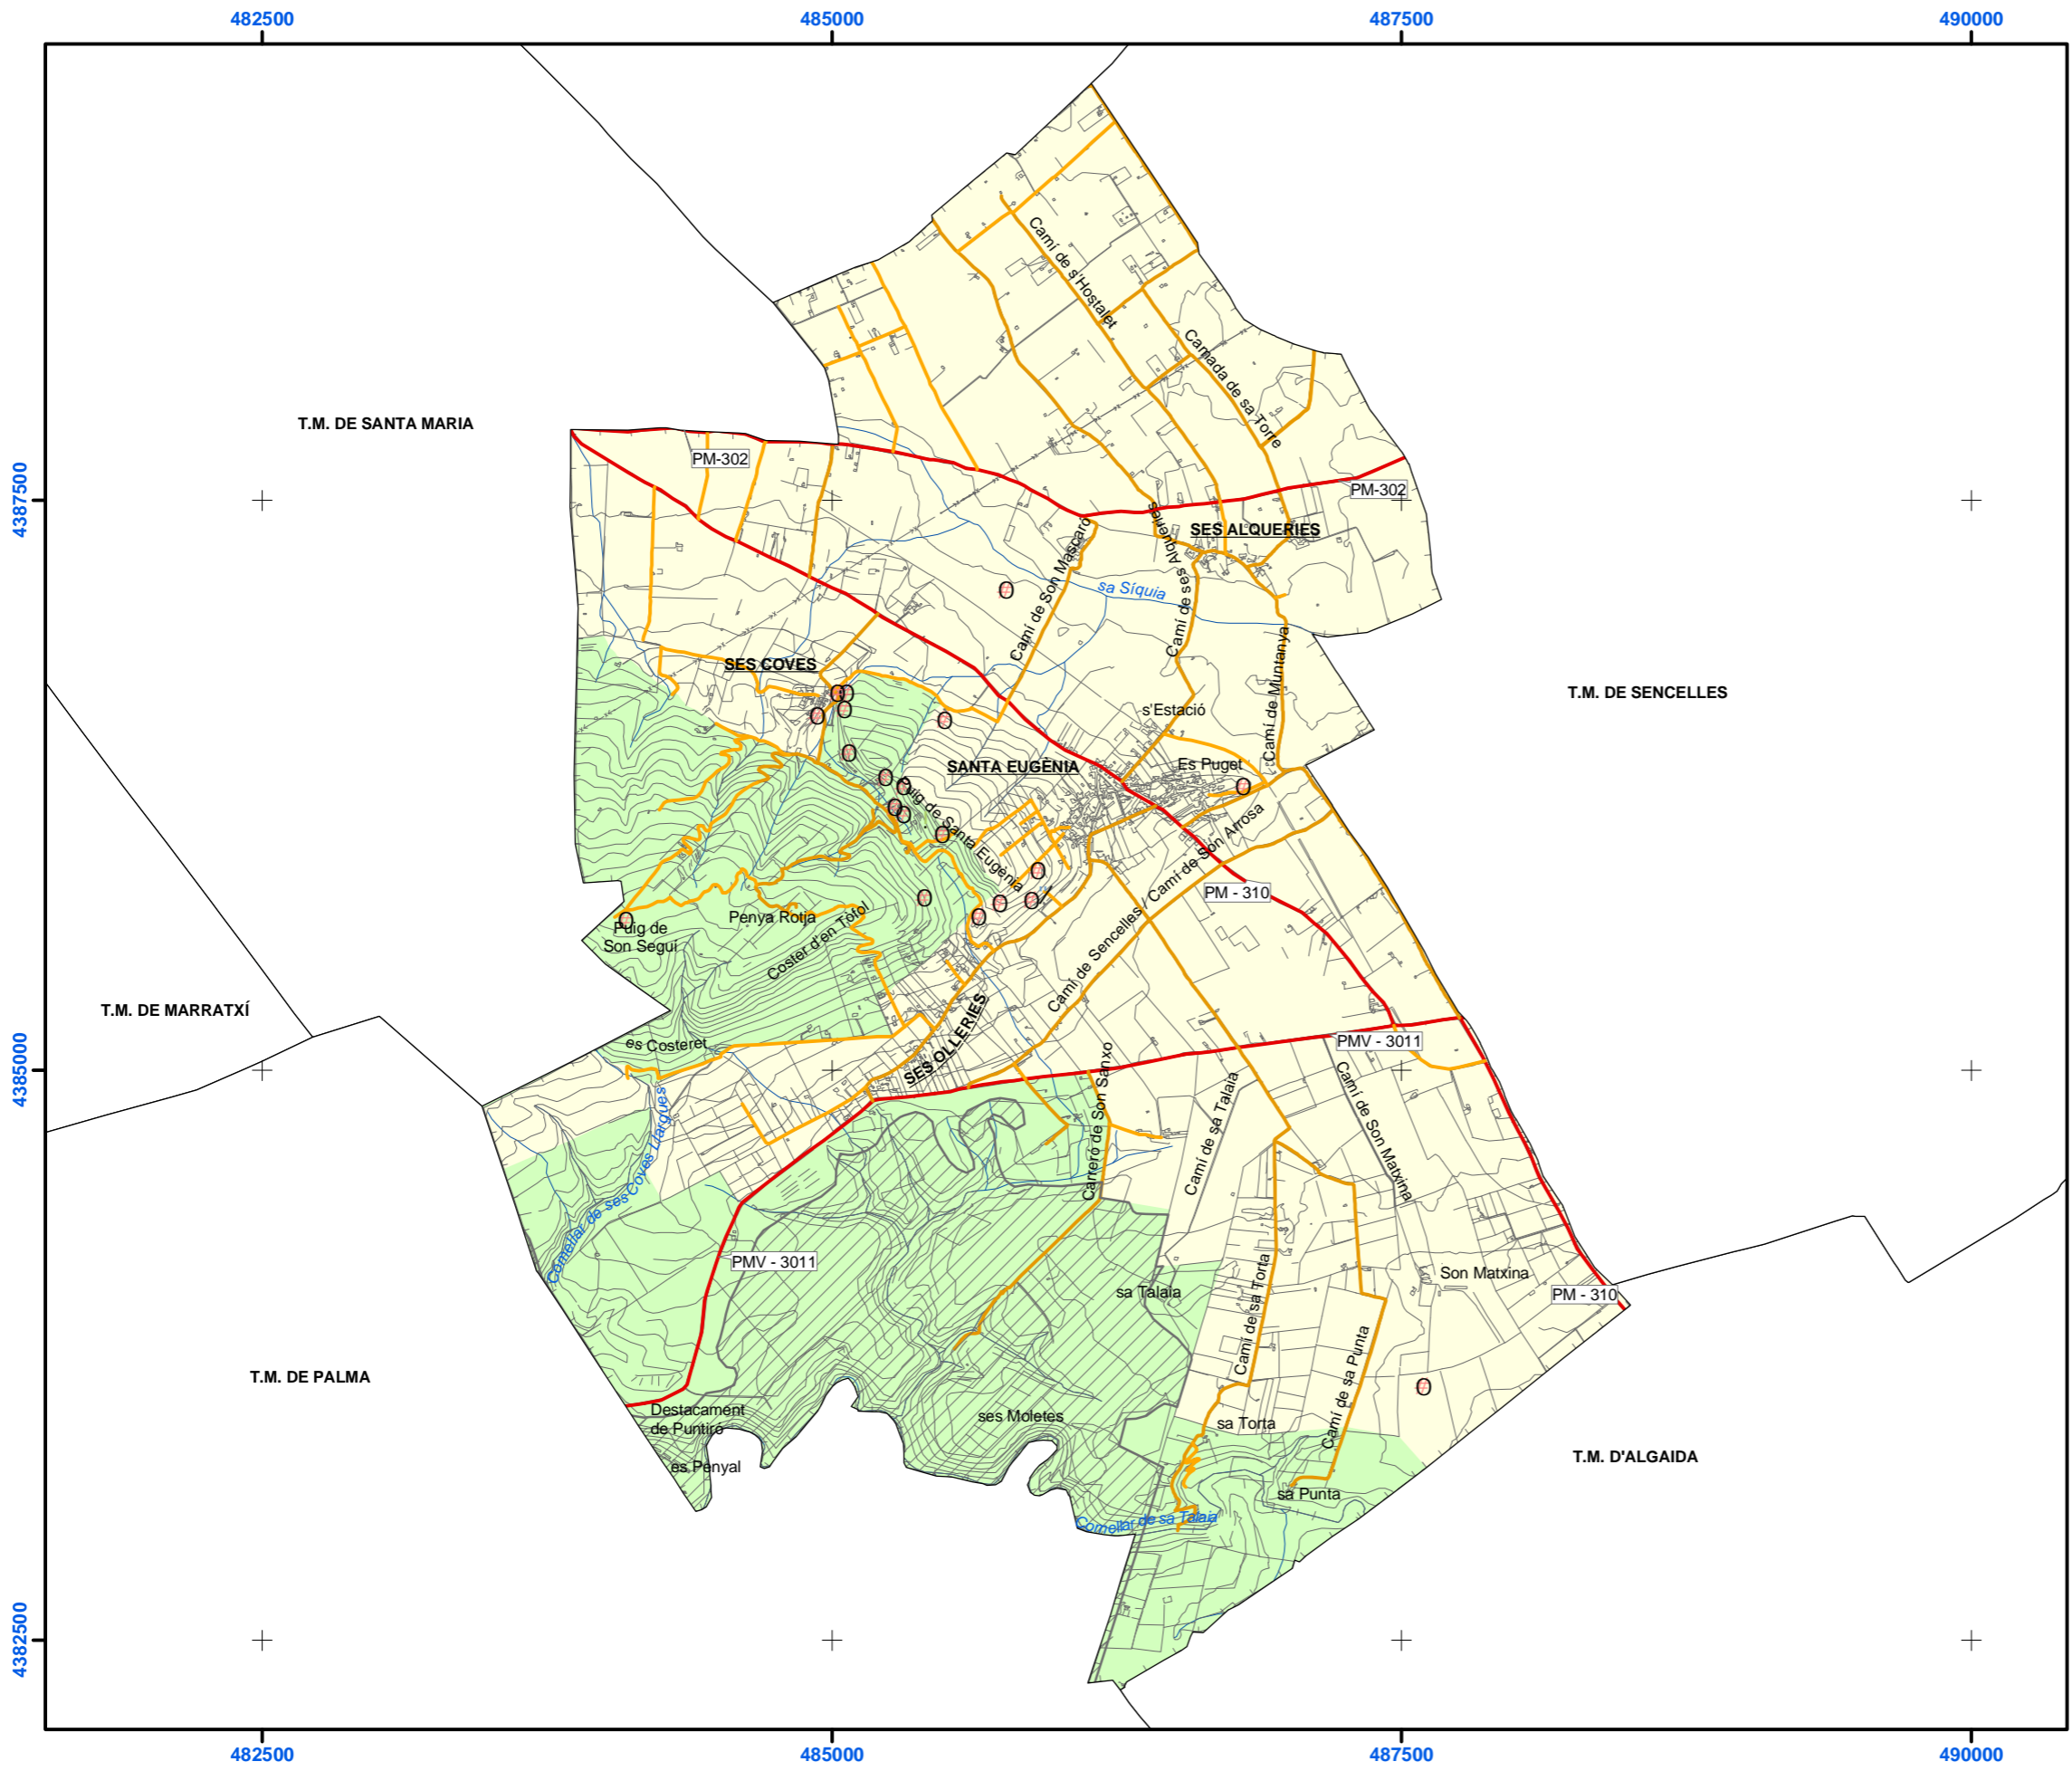 482500
485000
487500
490000
Camí de s'Hostalet
Camada de sa Torre
T.M. DE SANTA MARIA
PM-302
4387500
PM-302
SES ALQUERIES
Camí de Son Mascaró
Camí de ses Alqueries
sa Síquia
SES COVES
Camí de Muntanya
T.M. DE SENCELLES
s'Estació
SANTA EUGÈNIA
Es Puget
Puig de Santa Eugènia
PM - 310
Camí de Sencelles / Camí de Son Arrosa
Penya Rotja
Coster d'en Tòfol
Puig de
Son Seguí
T.M. DE MARRATXÍ
SES OLLERIES
es Costeret
PMV - 3011
4385000
Carreró de Son Sanxo
Camí de sa Talaia
Camí de Son Matxina
Comellar de ses Coves Llargues
PMV - 3011
Son Matxina
sa Talaia
PM - 310
Camí de sa Torta
Camí de sa Punta
T.M. DE PALMA
Destacament
de Puntiró
ses Moletes
sa Torta
es Penyal
T.M. D'ALGAIDA
sa Punta
Comellar de sa Talaia
4382500
482500
485000
487500
490000